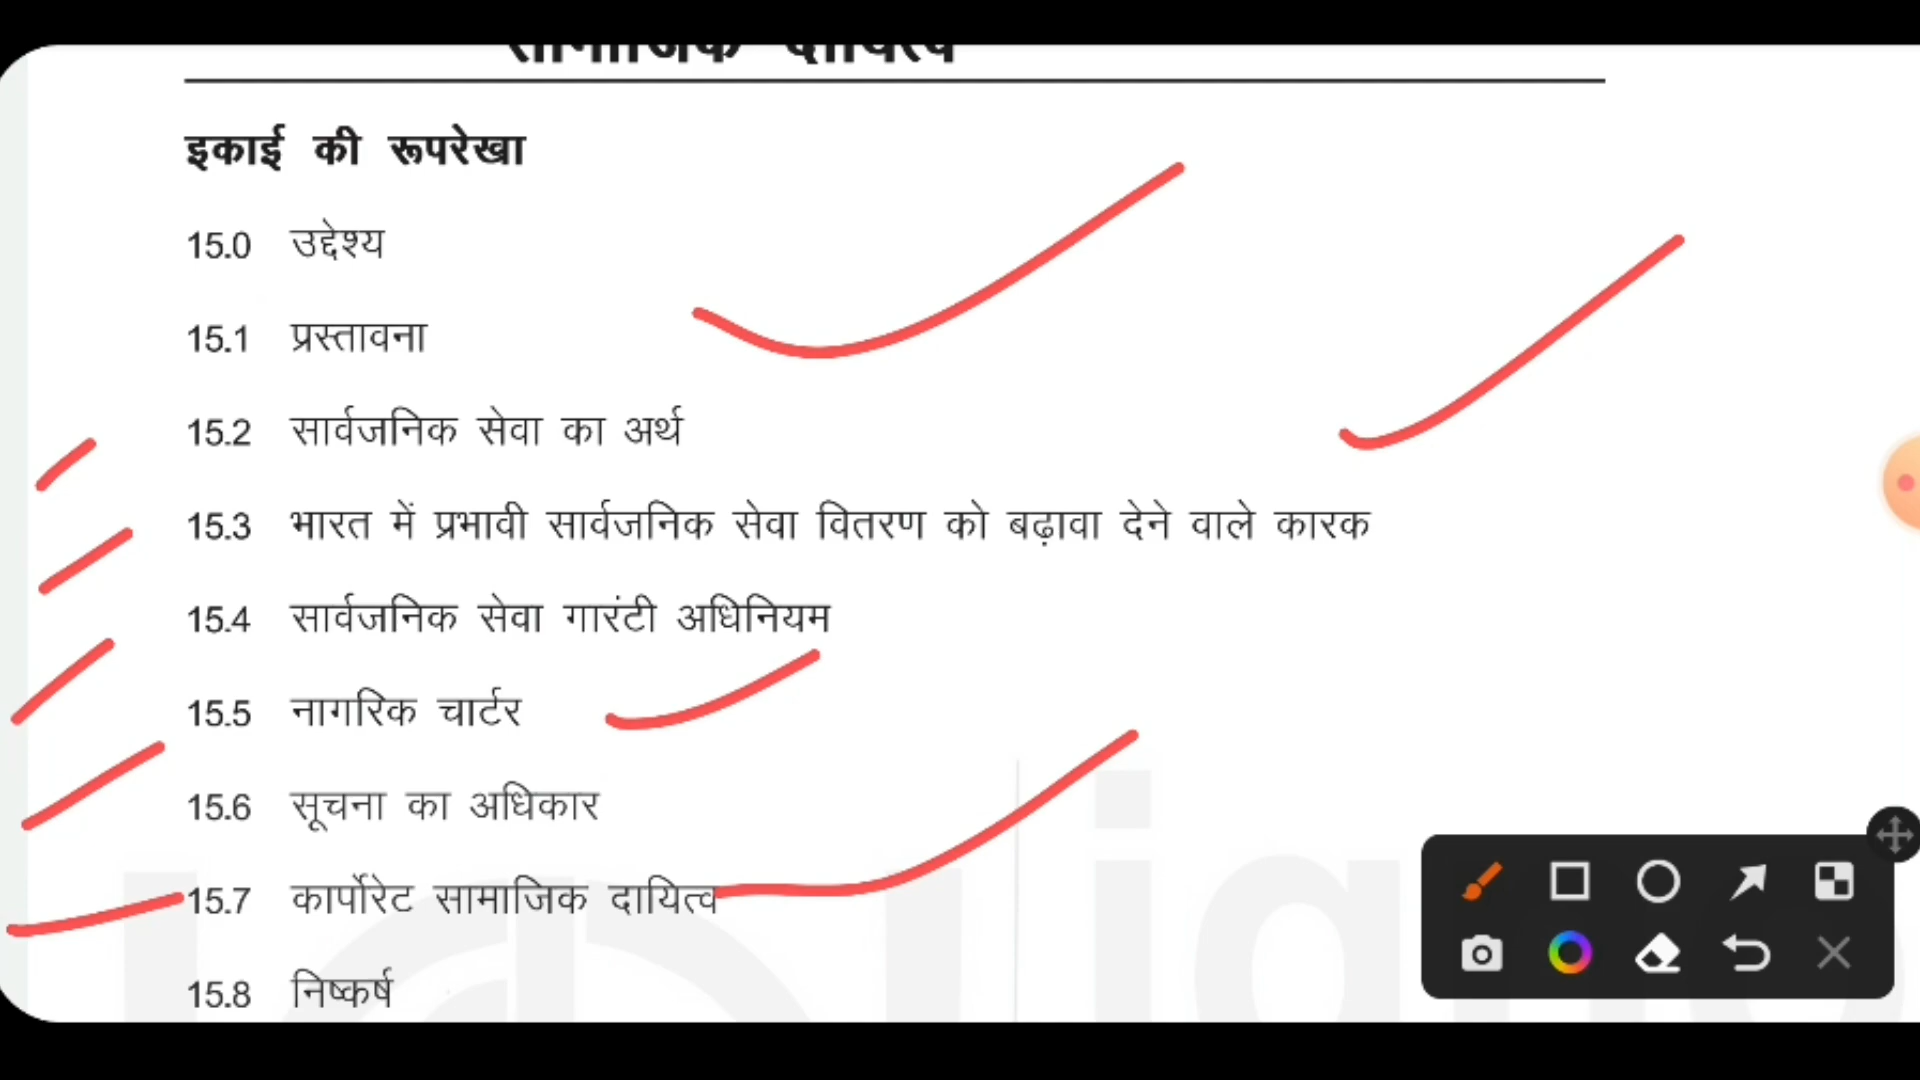 सामाजिक दायित्व
इकाई की रूपरेखा
15.0 उद्देश्य
15.1 प्रस्तावना
15.2 सार्वजनिक सेवा का अर्थ
15.3 भारत में प्रभावी सार्वजनिक सेवा वितरण को बढ़ावा देने वाले कारक
15.4 सार्वजनिक सेवा गारंटी अधिनियम
15.5 नागरिक चार्टर
15.6 सूचना का अधिकार
15.7 कार्पोरेट सामाजिक दायित्व
15.8 निष्कर्ष